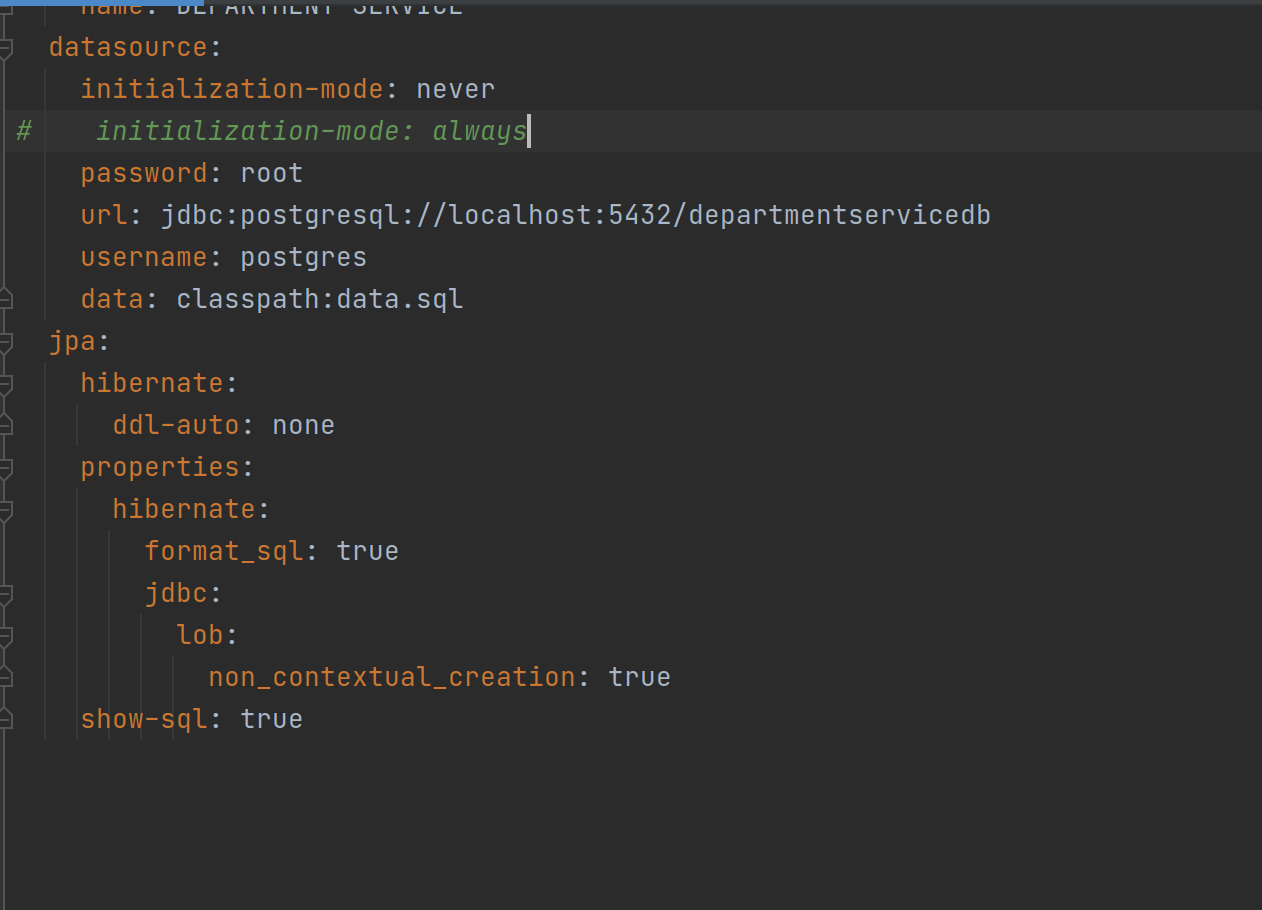 name: DEPARTMENT-SERVICE
datasource:
initialization-mode: never
# initialization-mode: always
password: root
url: jdbc:postgresql://localhost:5432/departmentservicedb
username: postgres
data: classpath:data.sql
jpa:
hibernate:
ddl-auto: none
properties:
hibernate:
format_sql: true
jdbc:
lob:
non_contextual_creation: true
show-sql: true